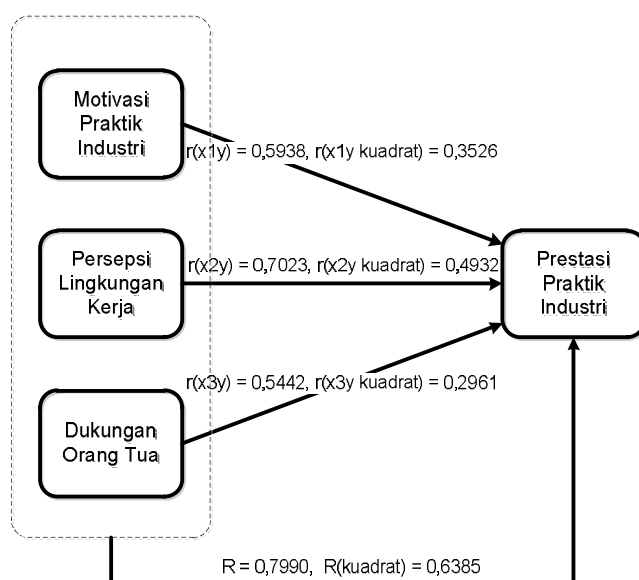 Motivasi
Praktik
Industri
r(x1y) = 0,5938, r(x1y kuadrat) = 0,3526
Persepsi
Lingkungan
Kerja
r(x2y) = 0,7023, r(x2y kuadrat) = 0,4932
Prestasi
Praktik
Industri
r(x3y) = 0,5442, r(x3y kuadrat) = 0,2961
Dukungan
Orang Tua
R = 0,7990, R(kuadrat) = 0,6385